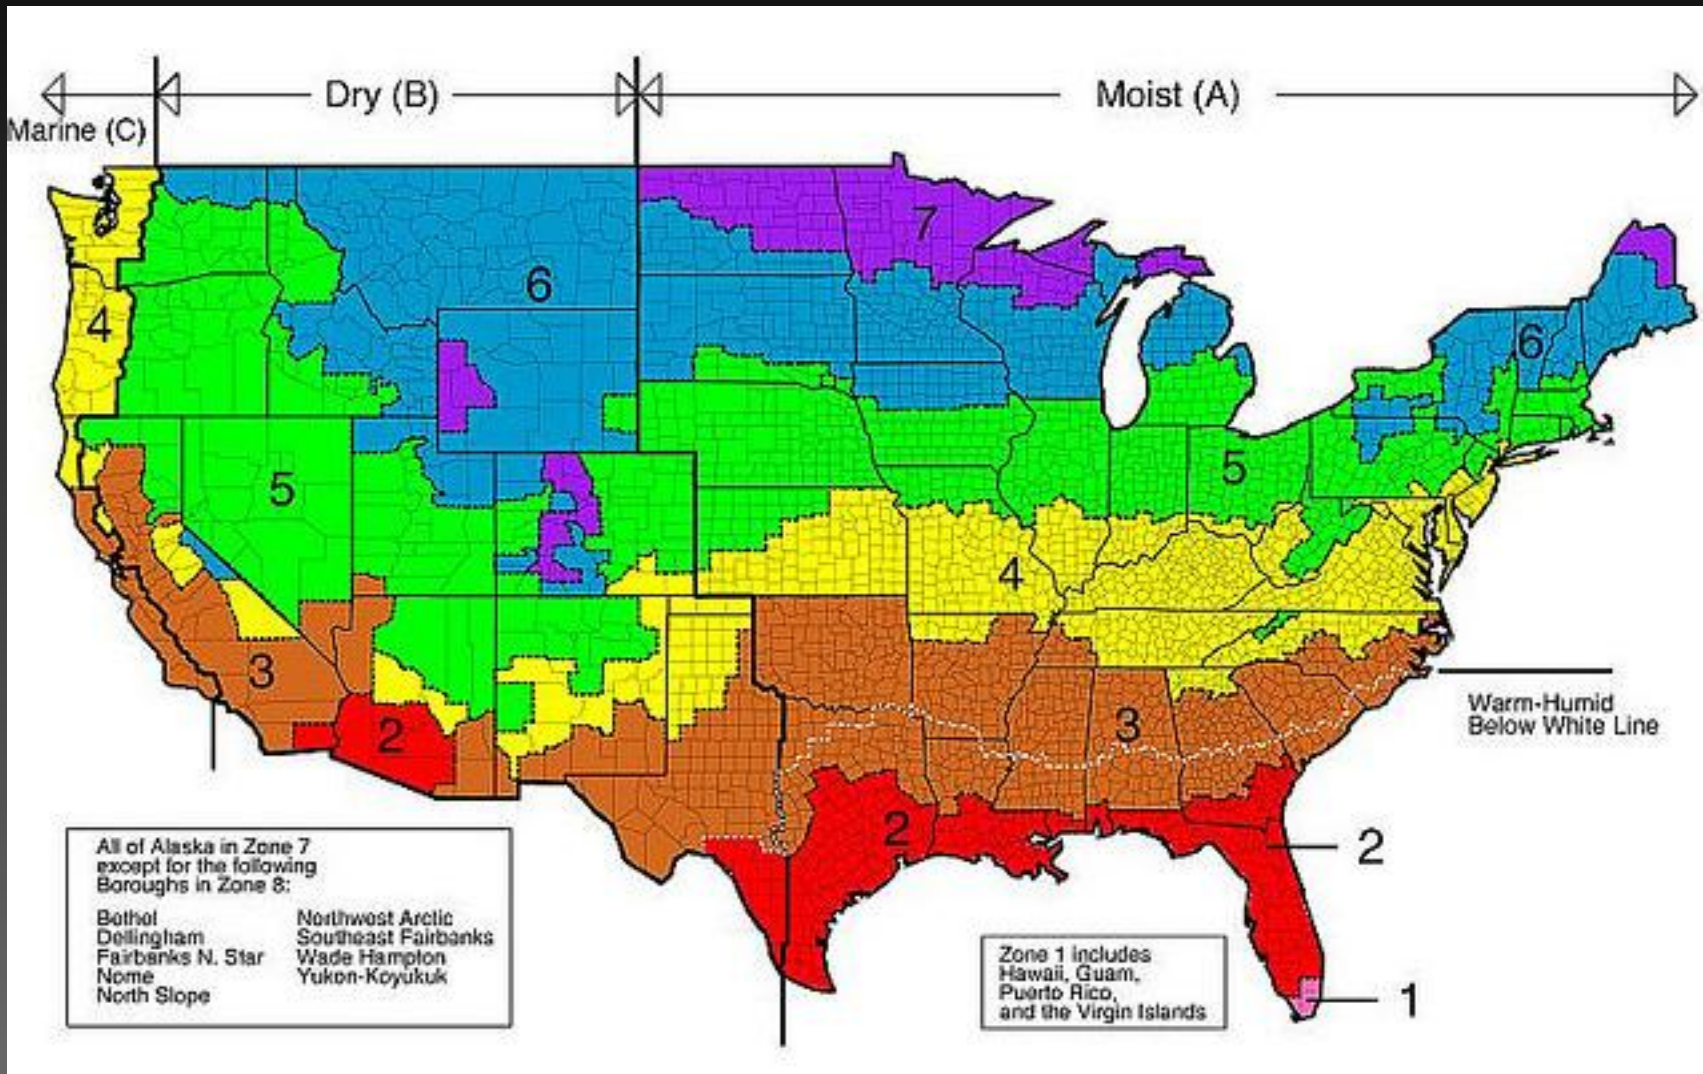 Dry (B)
Moist (A)
Marine (C)
7
6
4
6
5
5
4
3
3
2
2
Warm-Humid
Below White Line
2
1
All of Alaska in Zone 7
except for the following
Boroughs in Zone 8:
Bethel
Dellingham
Fairbanks N. Star
Nome
North Slope
Northwest Arctic
Southeast Fairbanks
Wade Hampton
Yukon-Koyukuk
Zone 1 includes
Hawaii, Guam,
Puerto Rico,
and the Virgin Islands